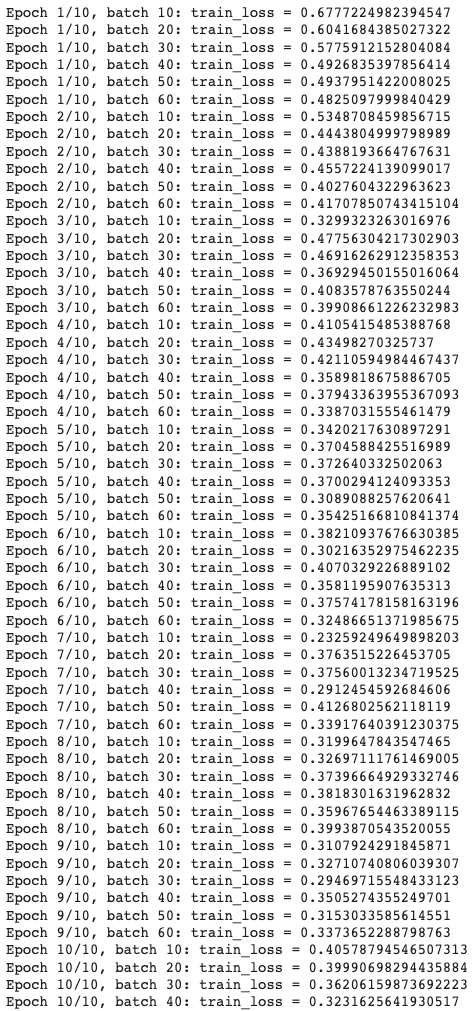 Epoch 1/10, batch 10: train_loss = 0.6777224982394547
Epoch 1/10, batch 20: train_loss = 0.6041684385027322
Epoch 1/10, batch 30: train_loss = 0.5775912152804084
Epoch 1/10, batch 40: train_loss = 0.4926835397856414
Epoch 1/10, batch 50: train_loss = 0.4937951422008025
Epoch 1/10, batch 60: train_loss = 0.4825097999840429
Epoch 2/10, batch 10: train_loss = 0.5348708459856715
Epoch 2/10, batch 20: train_loss = 0.4443804999798989
Epoch 2/10, batch 30: train_loss = 0.4388193664767631
Epoch 2/10, batch 40: train_loss = 0.4557224139099017
Epoch 2/10, batch 50: train_loss = 0.4027604322963623
Epoch 2/10, batch 60: train_loss = 0.41707850743415104
Epoch 3/10, batch 10: train_loss = 0.3299323263016976
Epoch 3/10, batch 20: train_loss = 0.47756304217302903
Epoch 3/10, batch 30: train_loss = 0.46916262912358353
Epoch 3/10, batch 40: train_loss = 0.36929450155016064
Epoch 3/10, batch 50: train_loss = 0.4083578763550244
Epoch 3/10, batch 60: train_loss = 0.39908661226232983
Epoch 4/10, batch 10: train_loss = 0.4105415485388768
Epoch 4/10, batch 20: train_loss = 0.43498270325737
Epoch 4/10, batch 30: train_loss = 0.42110594984467437
Epoch 4/10, batch 40: train_loss = 0.3589818675886705
Epoch 4/10, batch 50: train_loss = 0.37943363955367093
Epoch 4/10, batch 60: train_loss = 0.3387031555461479
Epoch 5/10, batch 10: train_loss = 0.3420217630897291
Epoch 5/10, batch 20: train_loss = 0.3704588425516989
Epoch 5/10, batch 30: train_loss = 0.372640332502063
Epoch 5/10, batch 40: train_loss = 0.3700294124093353
Epoch 5/10, batch 50: train_loss = 0.3089088257620641
Epoch 5/10, batch 60: train_loss = 0.35425166810841374
Epoch 6/10, batch 10: train_loss = 0.38210937676630385
Epoch 6/10, batch 20: train_loss = 0.30216352975462235
Epoch 6/10, batch 30: train_loss = 0.4070329226889102
Epoch 6/10, batch 40: train_loss = 0.3581195907635313
Epoch 6/10, batch 50: train_loss = 0.37574178158163196
Epoch 6/10, batch 60: train_loss = 0.32486651371985675
Epoch 7/10, batch 10: train_loss = 0.23259249649898203
Epoch 7/10, batch 20: train_loss = 0.3763515226453705
Epoch 7/10, batch 30: train_loss = 0.37560013234719525
Epoch 7/10, batch 40: train_loss = 0.2912454592684606
Epoch 7/10, batch 50: train_loss = 0.4126802562118119
Epoch 7/10, batch 60: train_loss = 0.33917640391230375
Epoch 8/10, batch 10: train_loss = 0.3199647843547465
Epoch 8/10, batch 20: train_loss = 0.32697111761469005
Epoch 8/10, batch 30: train_loss = 0.37396664929332746
Epoch 8/10, batch 40: train_loss = 0.3818301631962832
Epoch 8/10, batch 50: train_loss = 0.35967654463389115
Epoch 8/10, batch 60: train_loss = 0.3993870543520055
Epoch 9/10, batch 10: train_loss = 0.3107924291845871
Epoch 9/10, batch 20: train_loss = 0.32710740806039307
Epoch 9/10, batch 30: train_loss = 0.29469715548433123
Epoch 9/10, batch 40: train_loss = 0.3505274355249701
Epoch 9/10, batch 50: train_loss = 0.3153033585614551
Epoch 9/10, batch 60: train_loss = 0.3373652288798763
Epoch 10/10, batch 10: train_loss = 0.40578794546507313
Epoch 10/10, batch 20: train_loss = 0.39990698294435884
Epoch 10/10, batch 30: train_loss = 0.36206159873692223
Epoch 10/10, batch 40: train_loss = 0.3231625641930517